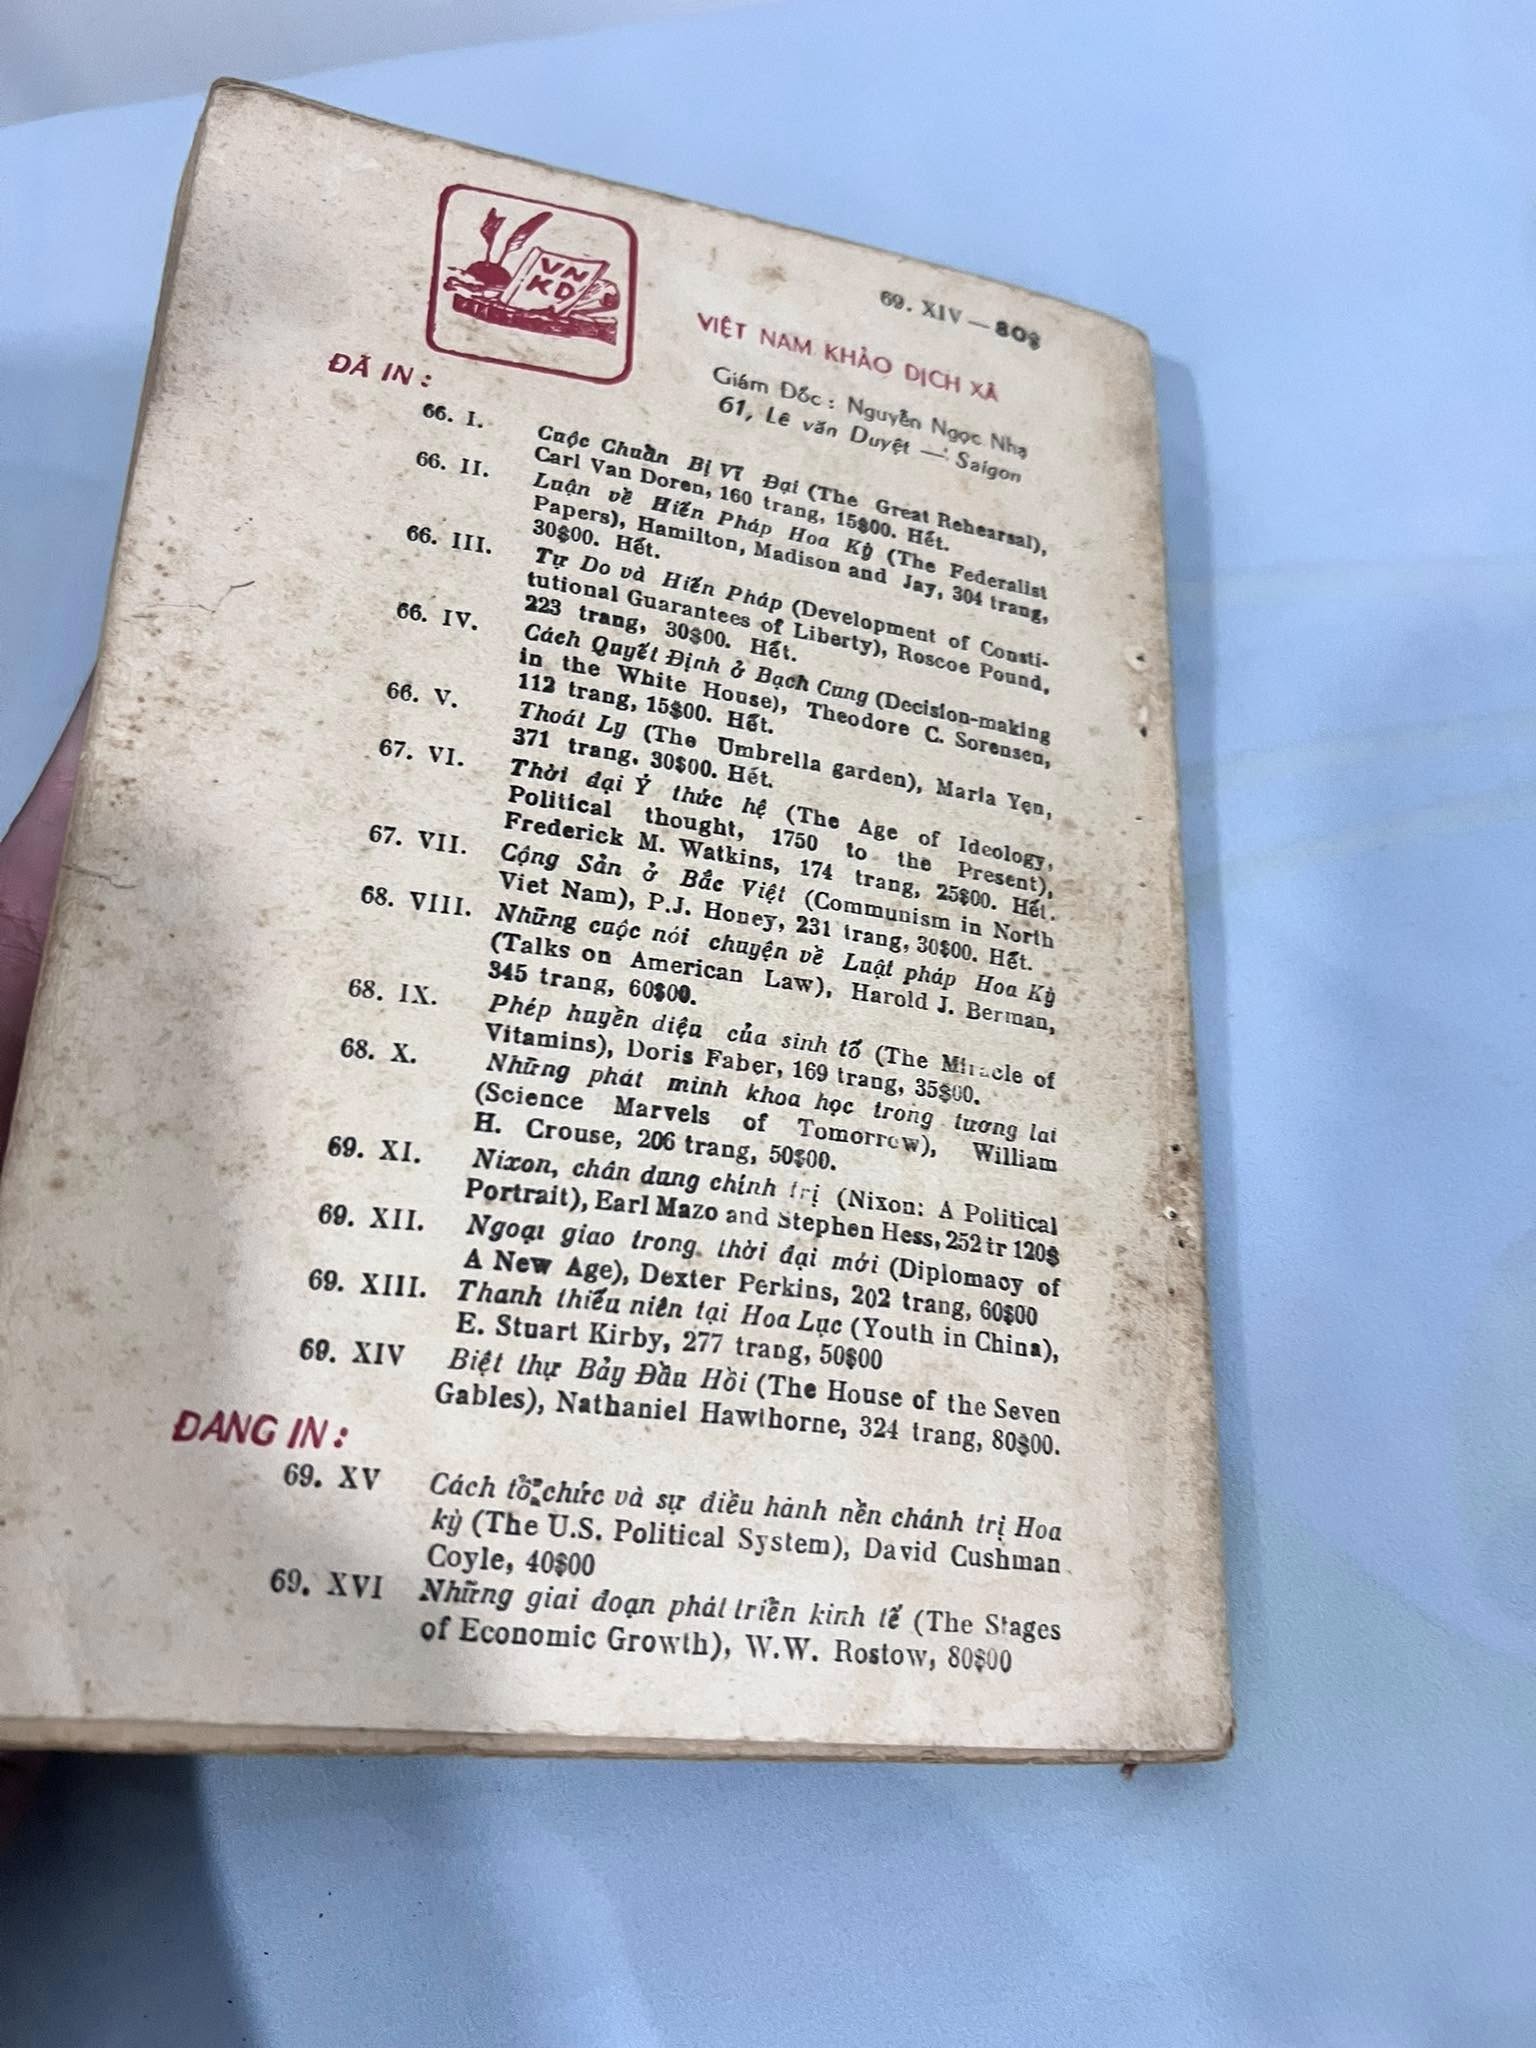 VN
KD
69. XIV — 80$
VIỆT NAM KHẢO DỊCH XÃ
Giám Đốc : Nguyễn Ngọc Nhạ
61, Lê văn Duyệt — Saigon
ĐÃ IN :
66. I. Cuộc Chuẩn Bị Vĩ Đại (The Great Rehearsal),
Carl Van Doren, 160 trang, 15$00. Hết.
66. II. Luận về Hiến Pháp Hoa Kỳ (The Federalist
Papers), Hamilton, Madison and Jay, 304 trang,
30$00. Hết.
66. III. Tự Do và Hiến Pháp (Development of Consti-
tutional Guarantees of Liberty), Roscoe Pound,
223 trang, 30$00. Hết.
66. IV. Cách Quyết Định ở Bạch Cung (Decision-making
in the White House), Theodore C. Sorensen,
112 trang, 15$00. Hết.
66. V. Thoát Ly (The Umbrella garden), Maria Yen,
371 trang, 30$00. Hết.
67. VI. Thời đại Ý thức hệ (The Age of Ideology,
Political thought, 1750 to the Present),
Frederick M. Watkins, 174 trang, 25$00. Hết.
67. VII. Cộng Sản ở Bắc Việt (Communism in North
Viet Nam), P.J. Honey, 231 trang, 30$00. Hết.
68. VIII. Những cuộc nói chuyện về Luật pháp Hoa Kỳ
(Talks on American Law), Harold J. Berman,
345 trang, 60$00.
68. IX. Phép huyền diệu của sinh tố (The Miracle of
Vitamins), Doris Faber, 169 trang, 35$00.
68. X. Những phát minh khoa học trong tương lai
(Science Marvels of Tomorrow), William
H. Crouse, 206 trang, 50$00.
69. XI. Nixon, chân dung chính trị (Nixon: A Political
Portrait), Earl Mazo and Stephen Hess, 252 tr 120$
69. XII. Ngoại giao trong thời đại mới (Diplomacy of
A New Age), Dexter Perkins, 202 trang, 60$00
69. XIII. Thanh thiếu niên tại Hoa Lục (Youth in China),
E. Stuart Kirby, 277 trang, 50$00
69. XIV Biệt thự Bảy Đầu Hồi (The House of the Seven
Gables), Nathaniel Hawthorne, 324 trang, 80$00.
ĐANG IN :
69. XV Cách tổ chức và sự điều hành nền chánh trị Hoa
kỳ (The U.S. Political System), David Cushman
Coyle, 40$00
69. XVI Những giai đoạn phát triển kinh tế (The Stages
of Economic Growth), W.W. Rostow, 80$00